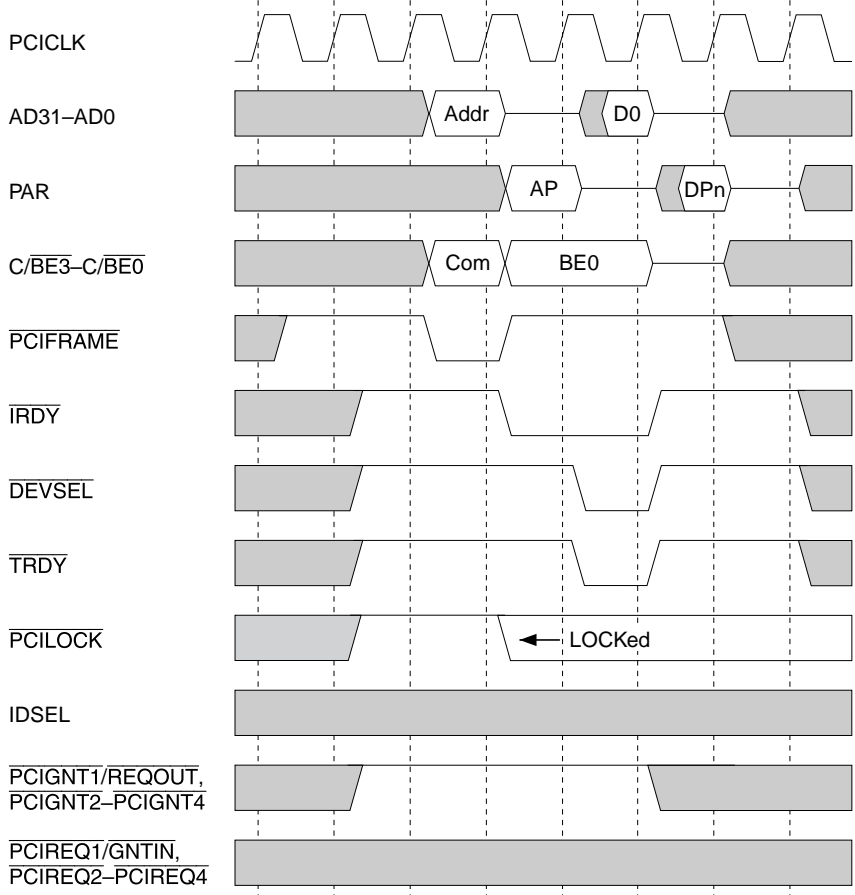 PCICLK
AD31–AD0
Addr
D0
PAR
AP
DPn
C/BE3–C/BE0
Com
BE0
PCIFRAME
IRDY
DEVSEL
TRDY
PCILOCK
LOCKed
IDSEL
PCIGNT1/REQOUT,
PCIGNT2–PCIGNT4
PCIREQ1/GNTIN,
PCIREQ2–PCIREQ4